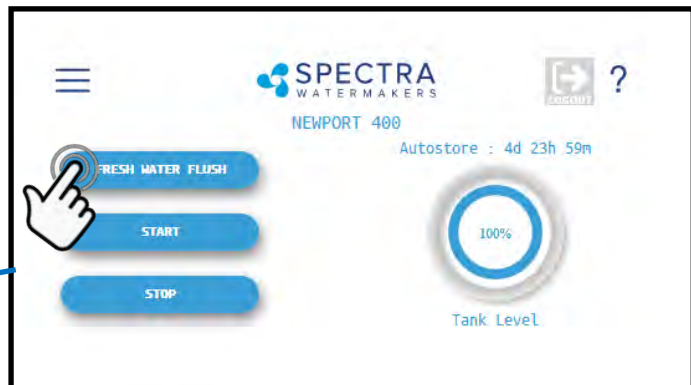 SPECTRA
WATERMAKERS
LOGOUT
?
NEWPORT 400
Autostore : 4d 23h 59m
FRESH WATER FLUSH
START
100%
STOP
Tank Level